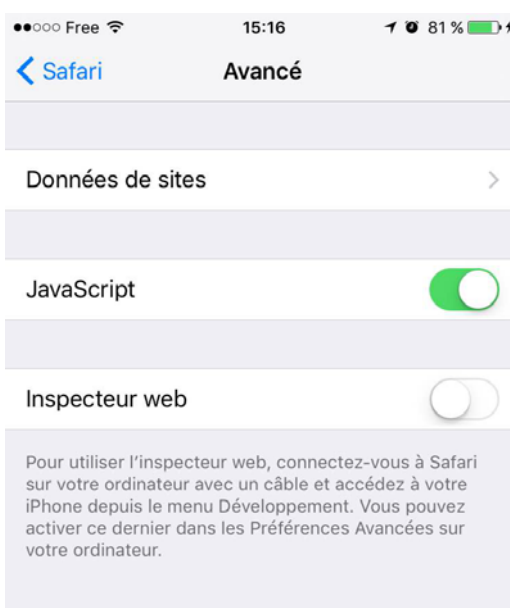 Free 15:16 81 %
Safari Avancé
Données de sites
JavaScript
Inspecteur web
Pour utiliser l'inspecteur web, connectez-vous à Safari
sur votre ordinateur avec un câble et accédez à votre
iPhone depuis le menu Développement. Vous pouvez
activer ce dernier dans les Préférences Avancées sur
votre ordinateur.